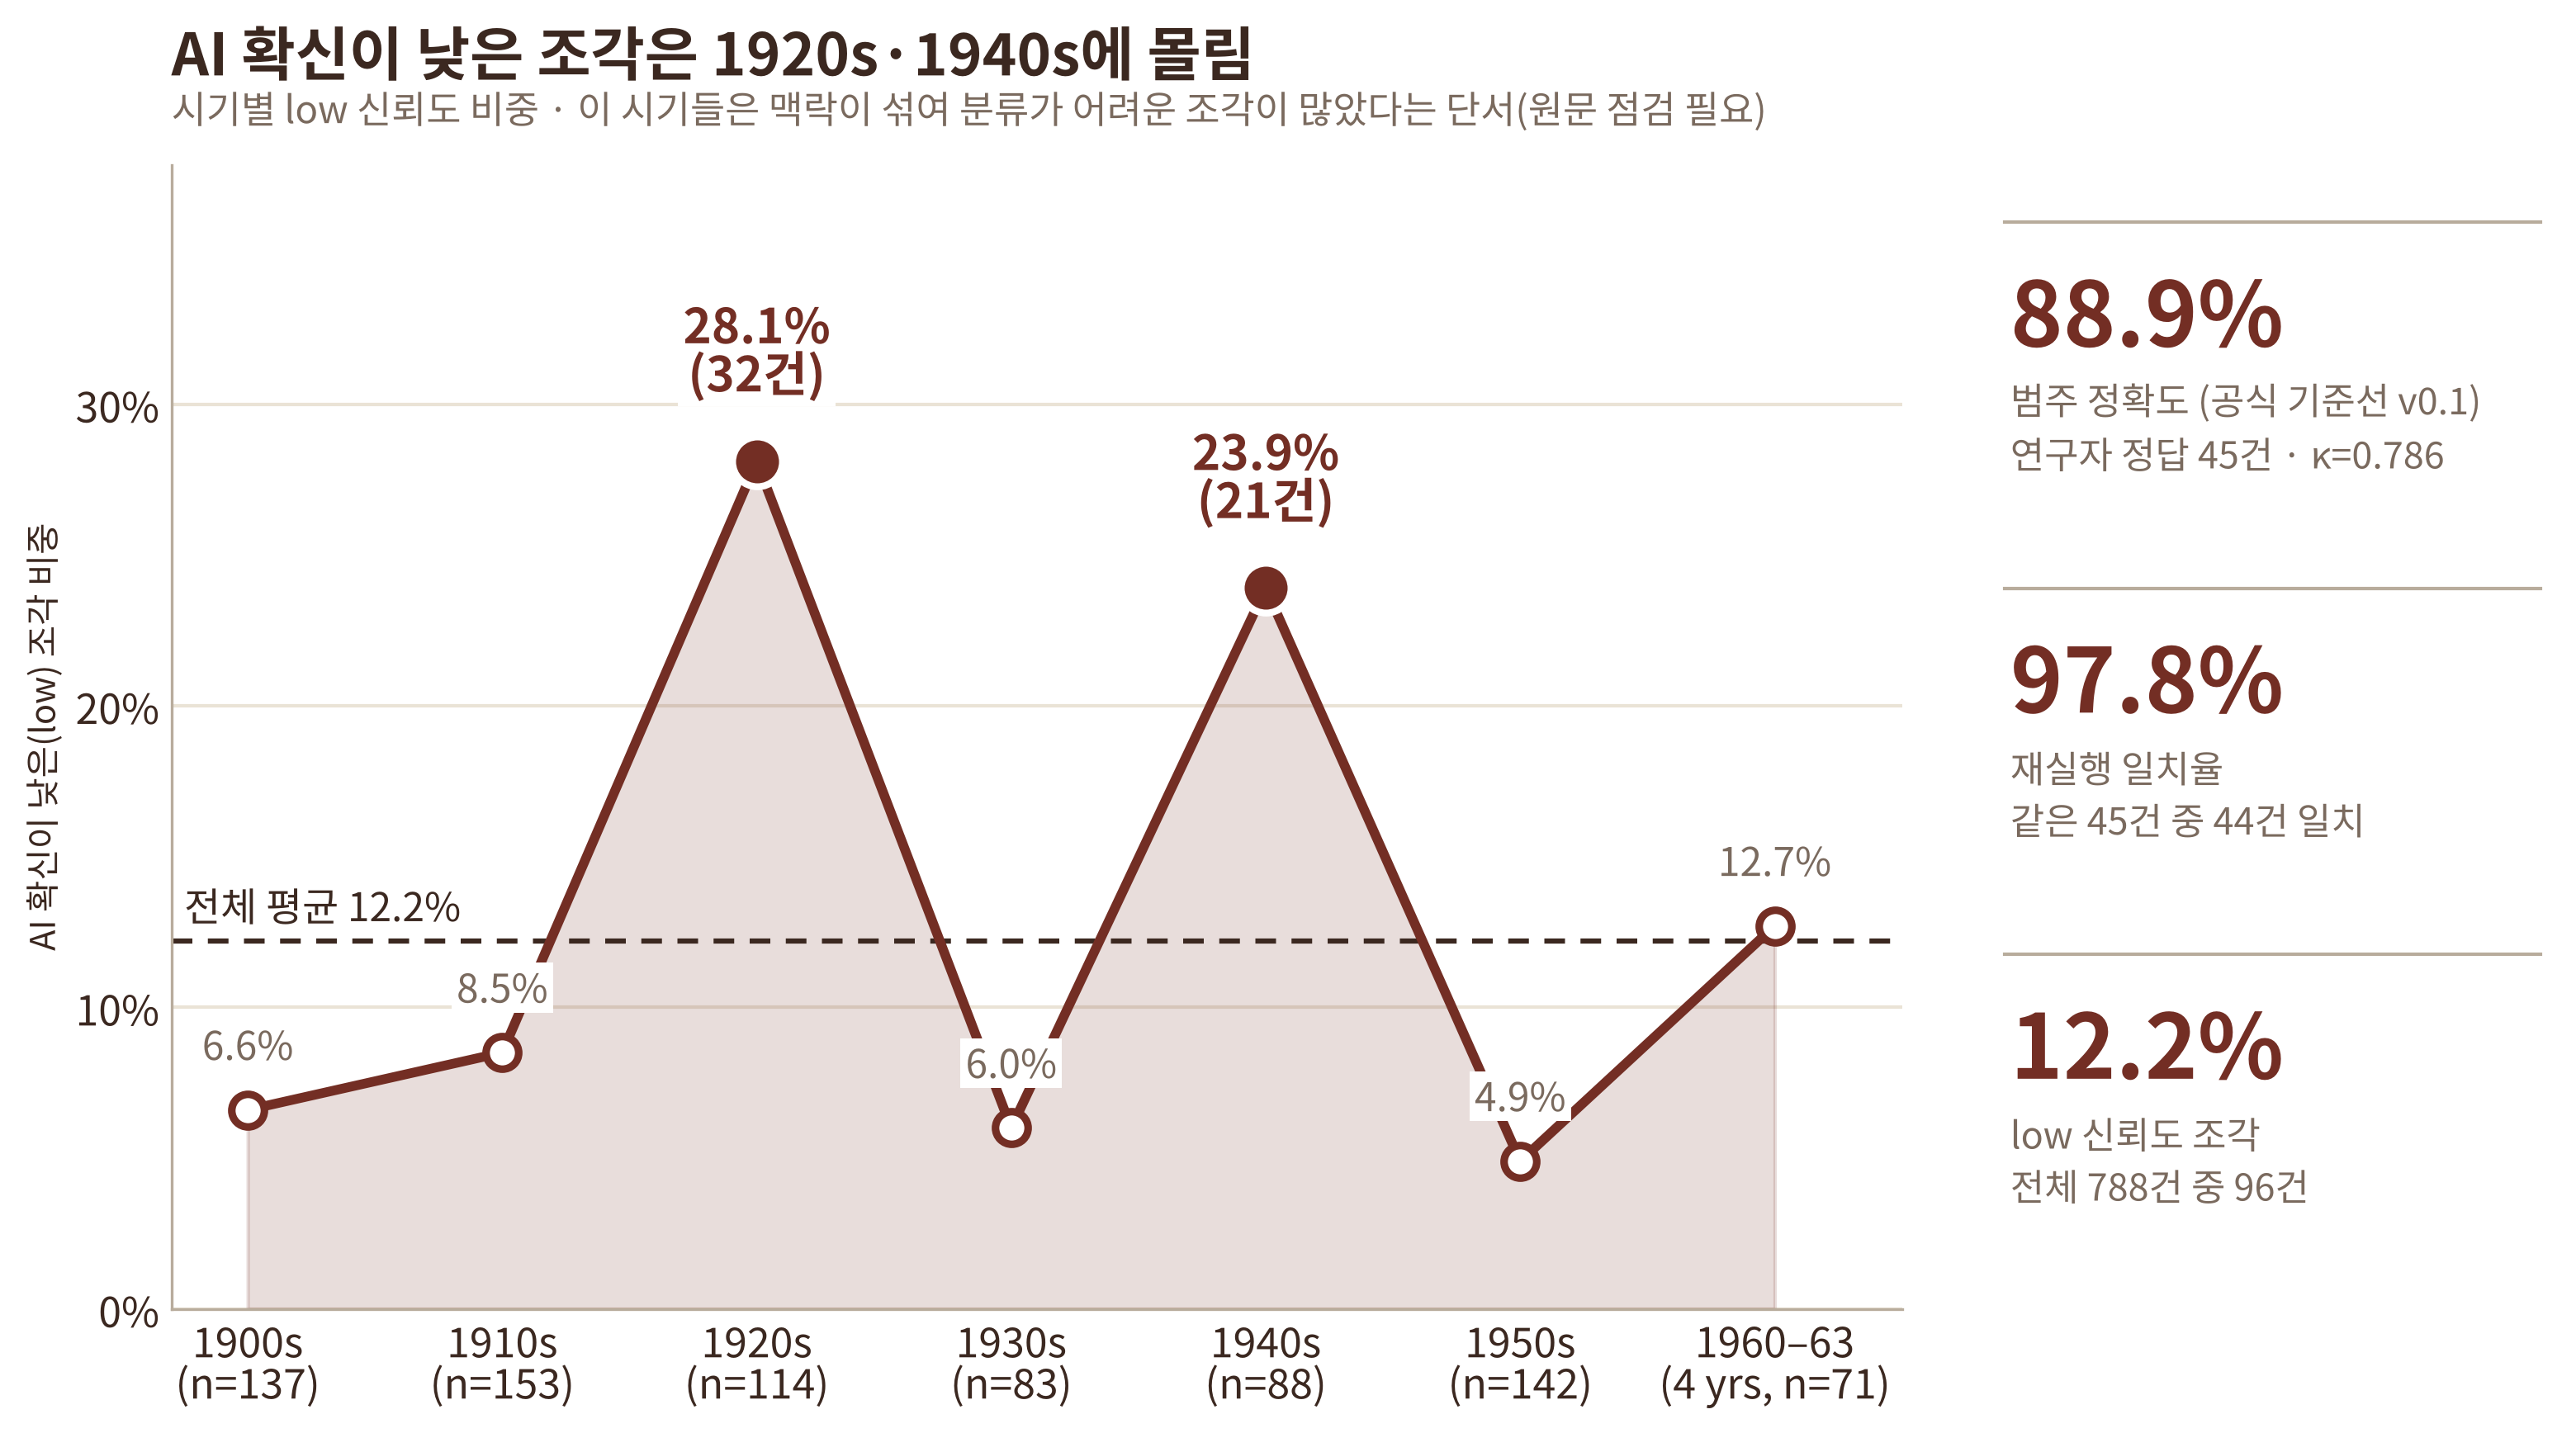 AI 확신이 낮은 조각은 1920s·1940s에 몰림
시기별 low 신뢰도 비중 · 이 시기들은 맥락이 섞여 분류가 어려운 조각이 많았다는 단서(원문 점검 필요)
AI 확신이 낮은(low) 조각 비중
30%
20%
10%
0%
전체 평균 12.2%
6.6%
8.5%
28.1%
(32건)
6.0%
23.9%
(21건)
4.9%
12.7%
1900s
(n=137)
1910s
(n=153)
1920s
(n=114)
1930s
(n=83)
1940s
(n=88)
1950s
(n=142)
1960–63
(4 yrs, n=71)
88.9%
범주 정확도 (공식 기준선 v0.1)
연구자 정답 45건 · κ=0.786
97.8%
재실행 일치율
같은 45건 중 44건 일치
12.2%
low 신뢰도 조각
전체 788건 중 96건